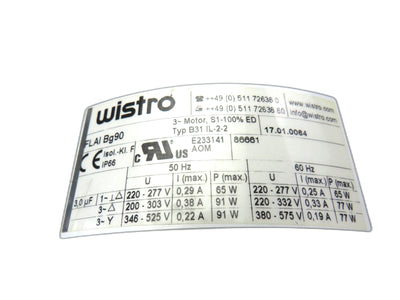 wistro
☎ ++49 (0) 511 72638 0
++49 (0) 511 72638 60
www.wistro.com
info@wistro.com
FLAI Bg90
3~ Motor, S1-100% ED
Typ B31 IL-2-2
17.01.0064
CE Isol.-Kl. F
IP66
c UR US
E233141
AOM
86661
50 Hz 60 Hz
U I (max.) P (max.) U I (max.) P (max.)
3,0 µF 1~ ⊥△ 220 - 277 V 0,29 A 65 W 220 - 277 V 0,25 A 65 W
3~ △ 200 - 303 V 0,38 A 91 W 220 - 332 V 0,33 A 77 W
3~ Y 346 - 525 V 0,22 A 91 W 380 - 575 V 0,19 A 77 W